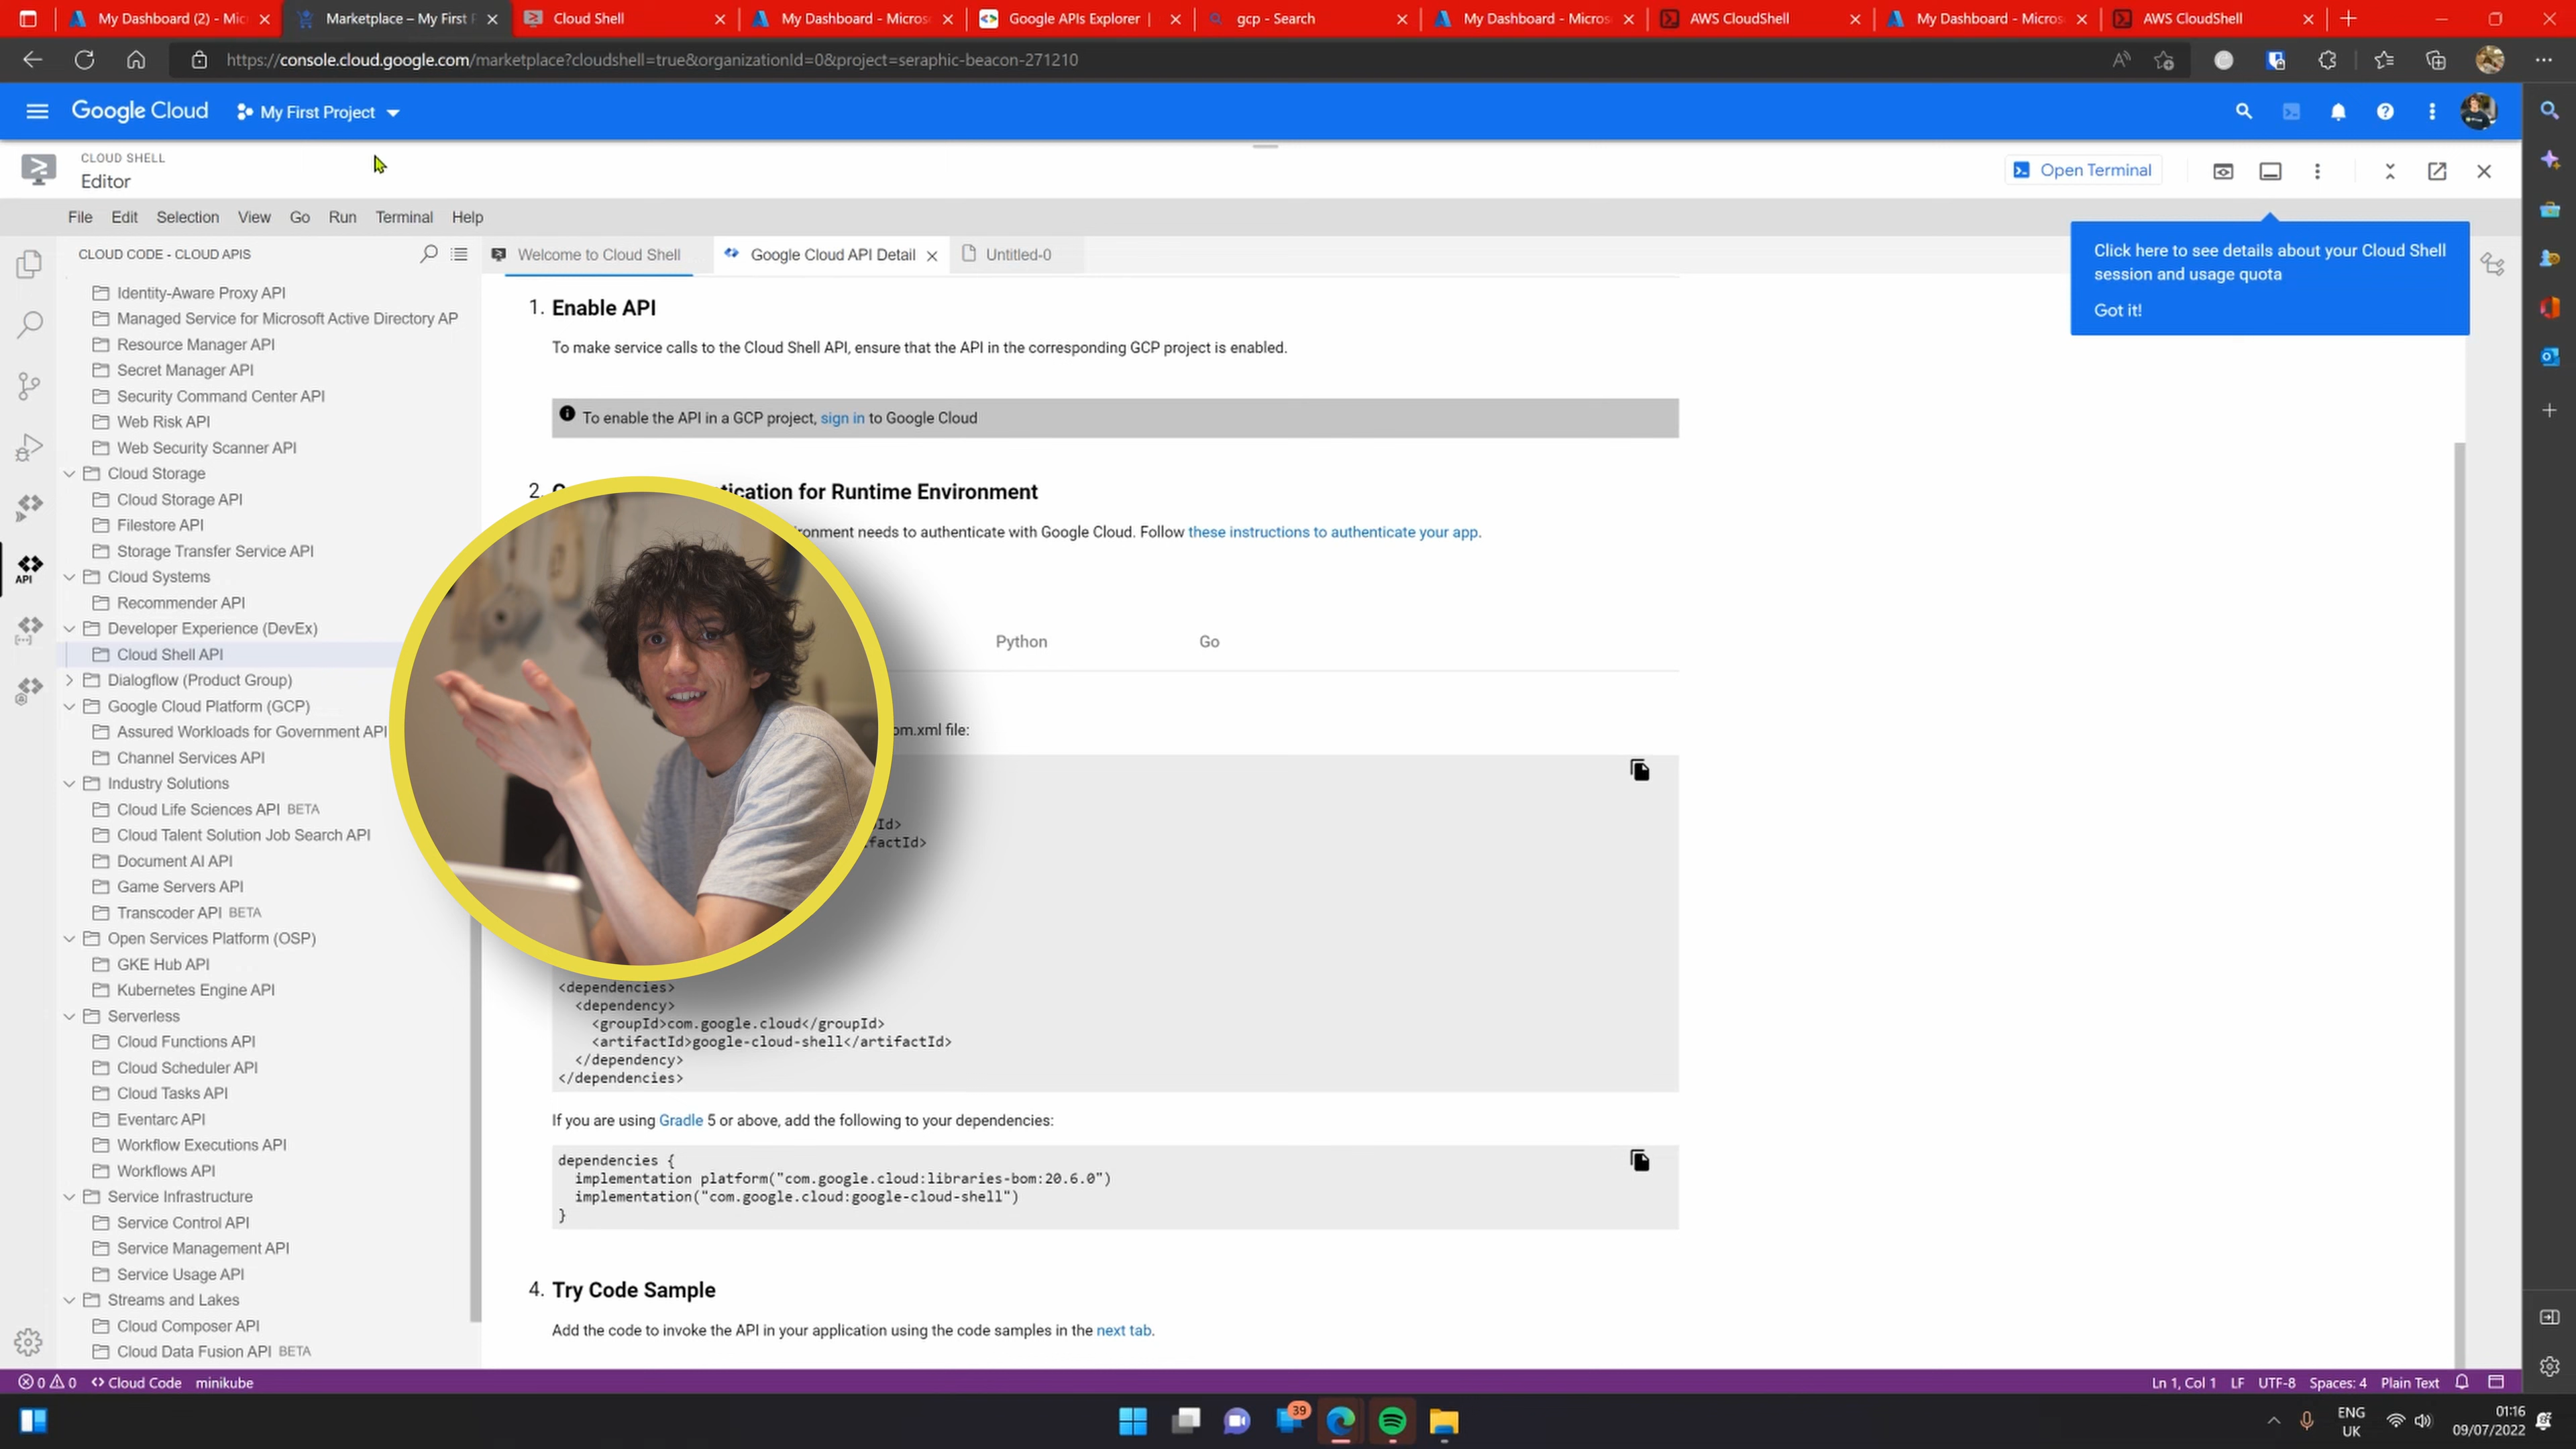 My Dashboard (2) - Mic
Marketplace – My First P
Cloud Shell
My Dashboard - Micros
Google APIs Explorer |
gcp - Search
My Dashboard - Micros
AWS CloudShell
My Dashboard - Micros
AWS CloudShell
https://console.cloud.google.com/marketplace?cloudshell=true&organizationId=0&project=seraphic-beacon-271210
Google Cloud
My First Project
CLOUD SHELL
Editor
Open Terminal
File Edit Selection View Go Run Terminal Help
Click here to see details about your Cloud Shell
session and usage quota
Got it!
CLOUD CODE - CLOUD APIS
Welcome to Cloud Shell
Google Cloud API Detail
Untitled-0
Identity-Aware Proxy API
Managed Service for Microsoft Active Directory AP
Resource Manager API
Secret Manager API
Security Command Center API
Web Risk API
Web Security Scanner API
Cloud Storage
Cloud Storage API
Filestore API
Storage Transfer Service API
Cloud Systems
Recommender API
Developer Experience (DevEx)
Cloud Shell API
Dialogflow (Product Group)
Google Cloud Platform (GCP)
Assured Workloads for Government API
Channel Services API
Industry Solutions
Cloud Life Sciences API BETA
Cloud Talent Solution Job Search API
Document AI API
Game Servers API
Transcoder API BETA
Open Services Platform (OSP)
GKE Hub API
Kubernetes Engine API
Serverless
Cloud Functions API
Cloud Scheduler API
Cloud Tasks API
Eventarc API
Workflow Executions API
Workflows API
Service Infrastructure
Service Control API
Service Management API
Service Usage API
Streams and Lakes
Cloud Composer API
Cloud Data Fusion API BETA
API
1. Enable API
To make service calls to the Cloud Shell API, ensure that the API in the corresponding GCP project is enabled.
To enable the API in a GCP project, sign in to Google Cloud
2. tication for Runtime Environment
ronment needs to authenticate with Google Cloud. Follow these instructions to authenticate your app.
Python Go
om.xml file:
Id>
factId>
<dependencies>
<dependency>
<groupId>com.google.cloud</groupId>
<artifactId>google-cloud-shell</artifactId>
</dependency>
</dependencies>
If you are using Gradle 5 or above, add the following to your dependencies:
dependencies {
implementation platform("com.google.cloud:libraries-bom:20.6.0")
implementation("com.google.cloud:google-cloud-shell")
}
4. Try Code Sample
Add the code to invoke the API in your application using the code samples in the next tab.
0 0 Cloud Code minikube
Ln 1, Col 1 LF UTF-8 Spaces: 4 Plain Text
39
ENG
UK
01:16
09/07/2022